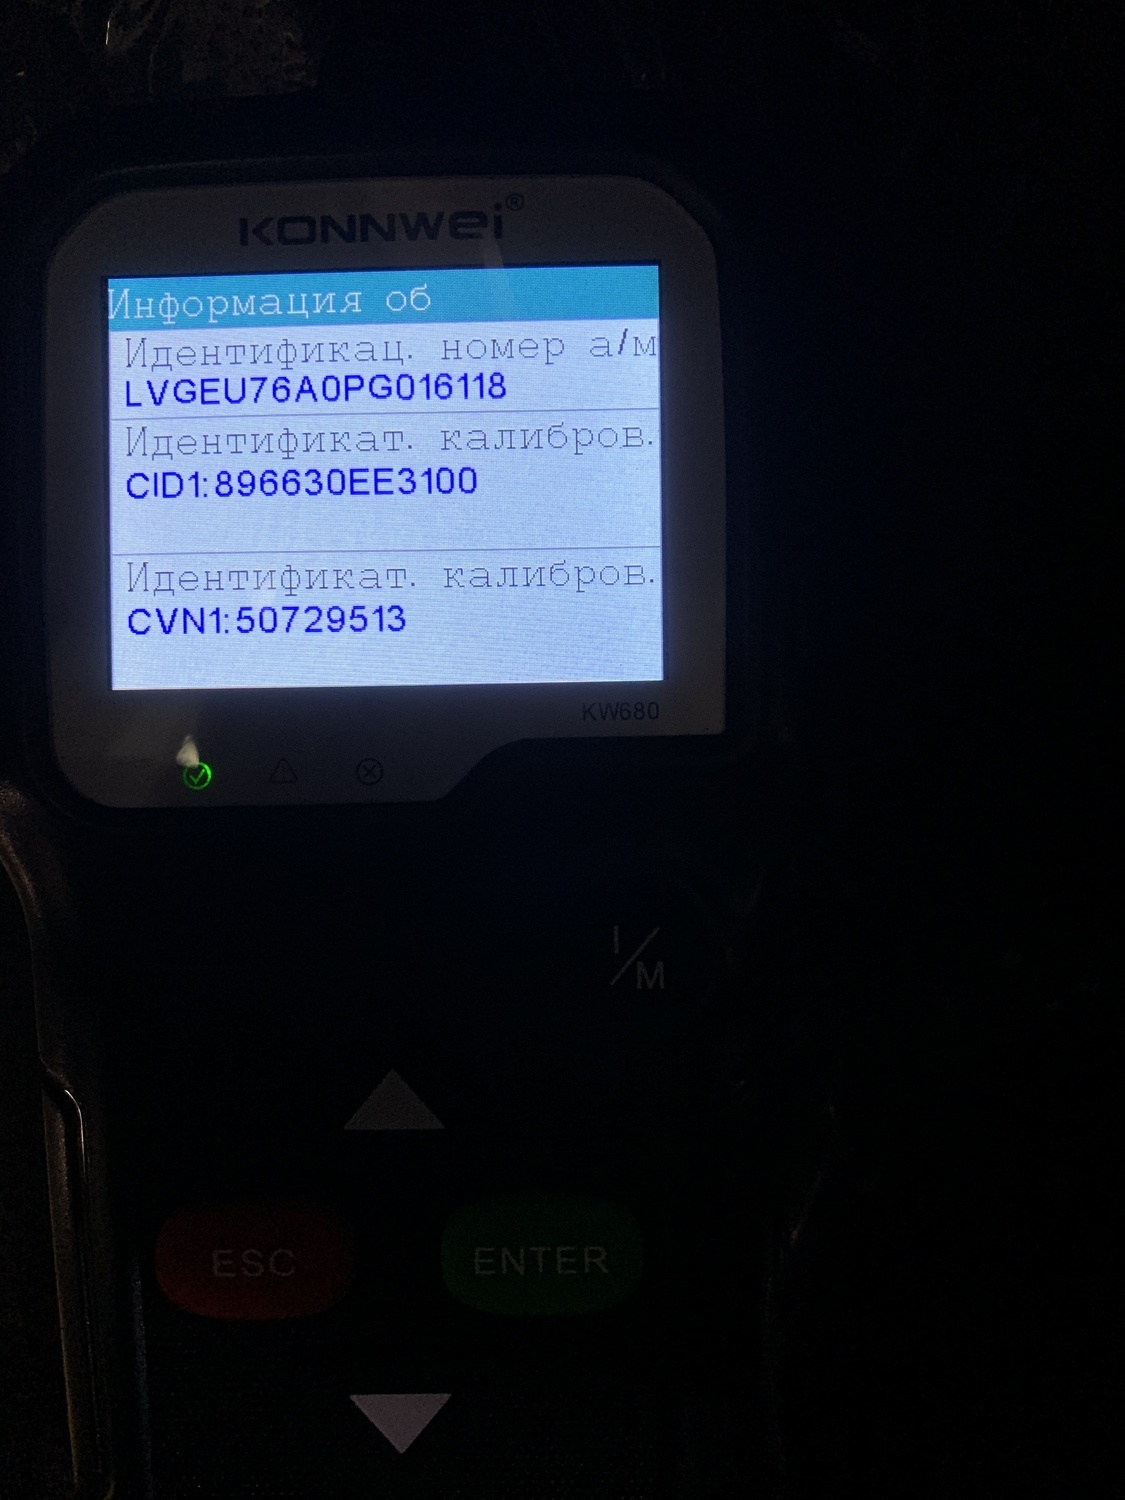 KONNWEI®
Информация об
Идентификац. номер а/м
LVGEU76A0PG016118
Идентификат. калибров.
CID1:896630EE3100
Идентификат. калибров.
CVN1:50729513
KW680
I/M
ESC
ENTER